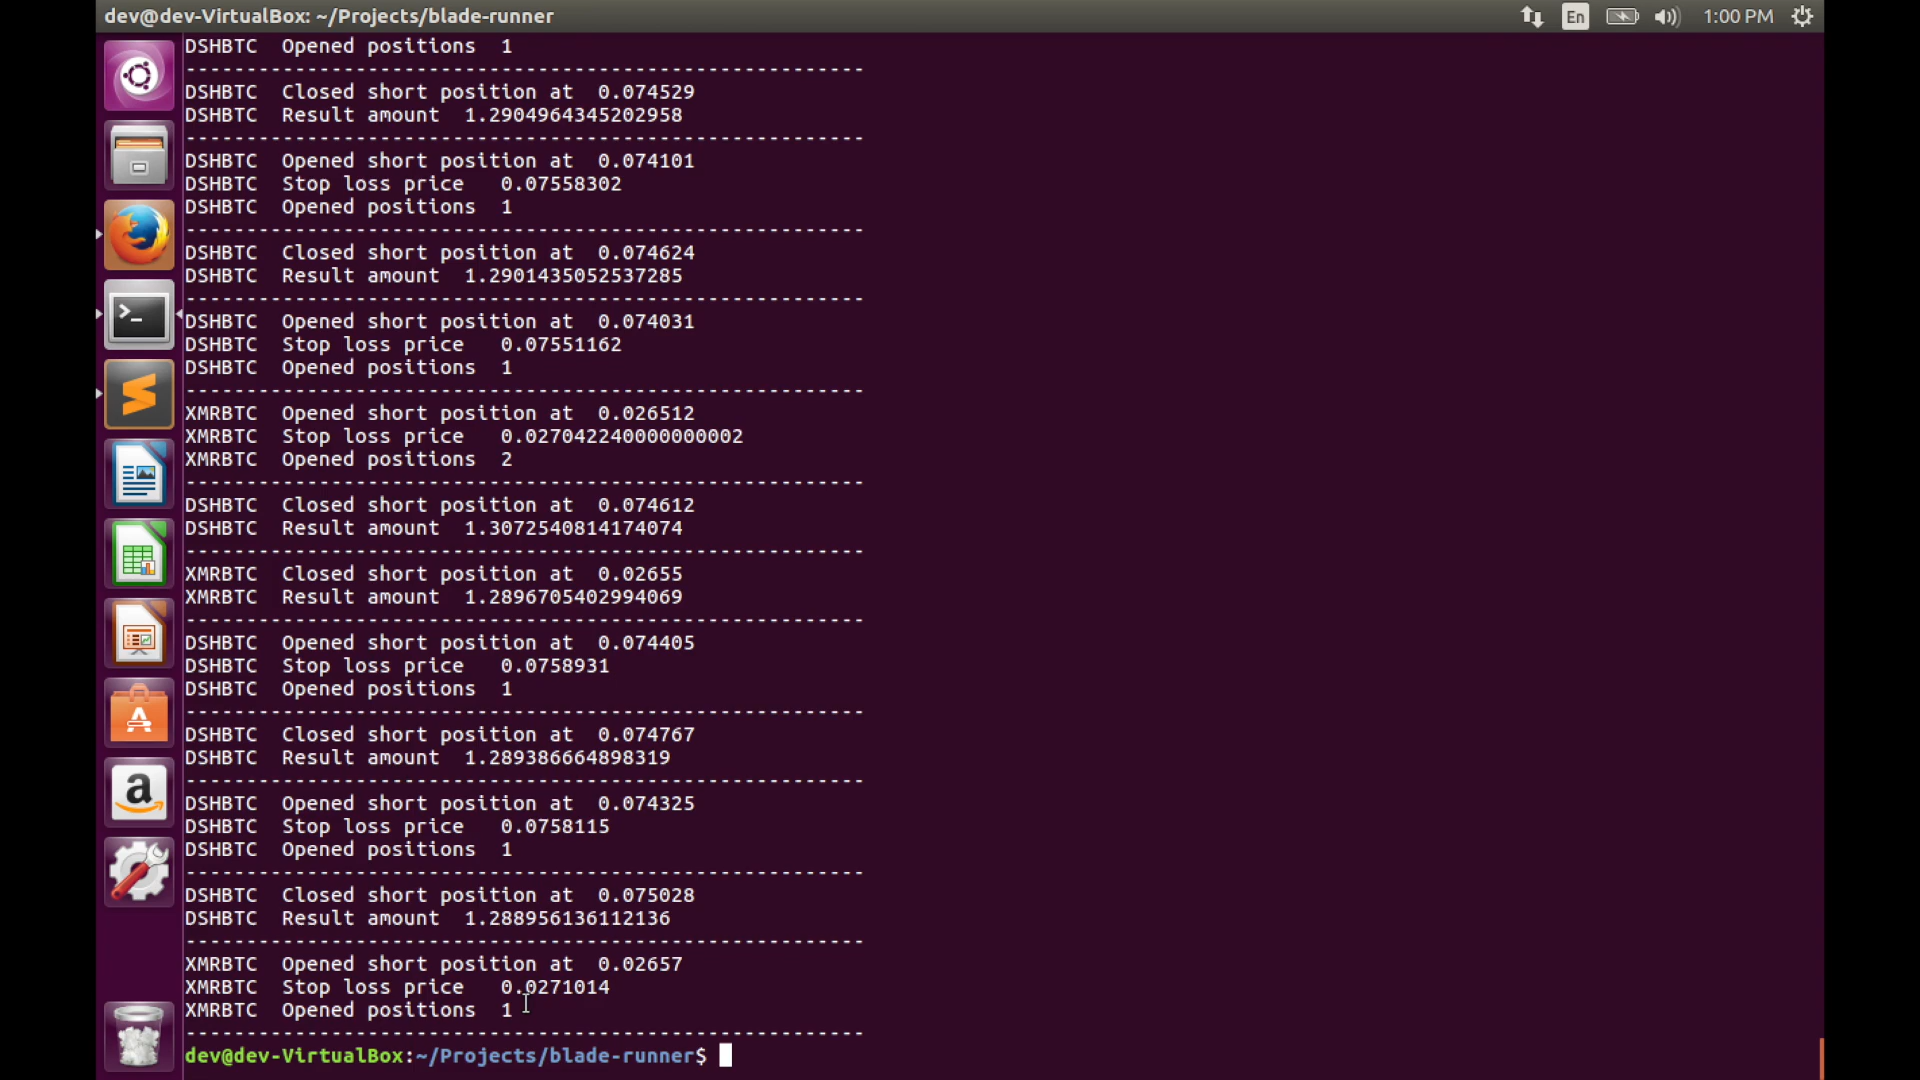 dev@dev-VirtualBox: ~/Projects/blade-runner
En
1:00 PM
DSHBTC  Opened positions  1
--------------------------------------------------------
DSHBTC  Closed short position at  0.074529
DSHBTC  Result amount  1.2904964345202958
--------------------------------------------------------
DSHBTC  Opened short position at  0.074101
DSHBTC  Stop loss price   0.07558302
DSHBTC  Opened positions  1
--------------------------------------------------------
DSHBTC  Closed short position at  0.074624
DSHBTC  Result amount  1.2901435052537285
--------------------------------------------------------
DSHBTC  Opened short position at  0.074031
DSHBTC  Stop loss price   0.07551162
DSHBTC  Opened positions  1
--------------------------------------------------------
XMRBTC  Opened short position at  0.026512
XMRBTC  Stop loss price   0.027042240000000002
XMRBTC  Opened positions  2
--------------------------------------------------------
DSHBTC  Closed short position at  0.074612
DSHBTC  Result amount  1.3072540814174074
--------------------------------------------------------
XMRBTC  Closed short position at  0.02655
XMRBTC  Result amount  1.2896705402994069
--------------------------------------------------------
DSHBTC  Opened short position at  0.074405
DSHBTC  Stop loss price   0.0758931
DSHBTC  Opened positions  1
--------------------------------------------------------
DSHBTC  Closed short position at  0.074767
DSHBTC  Result amount  1.289386664898319
--------------------------------------------------------
DSHBTC  Opened short position at  0.074325
DSHBTC  Stop loss price   0.0758115
DSHBTC  Opened positions  1
--------------------------------------------------------
DSHBTC  Closed short position at  0.075028
DSHBTC  Result amount  1.288956136112136
--------------------------------------------------------
XMRBTC  Opened short position at  0.02657
XMRBTC  Stop loss price   0.0271014
XMRBTC  Opened positions  1
--------------------------------------------------------
dev@dev-VirtualBox:~/Projects/blade-runner$